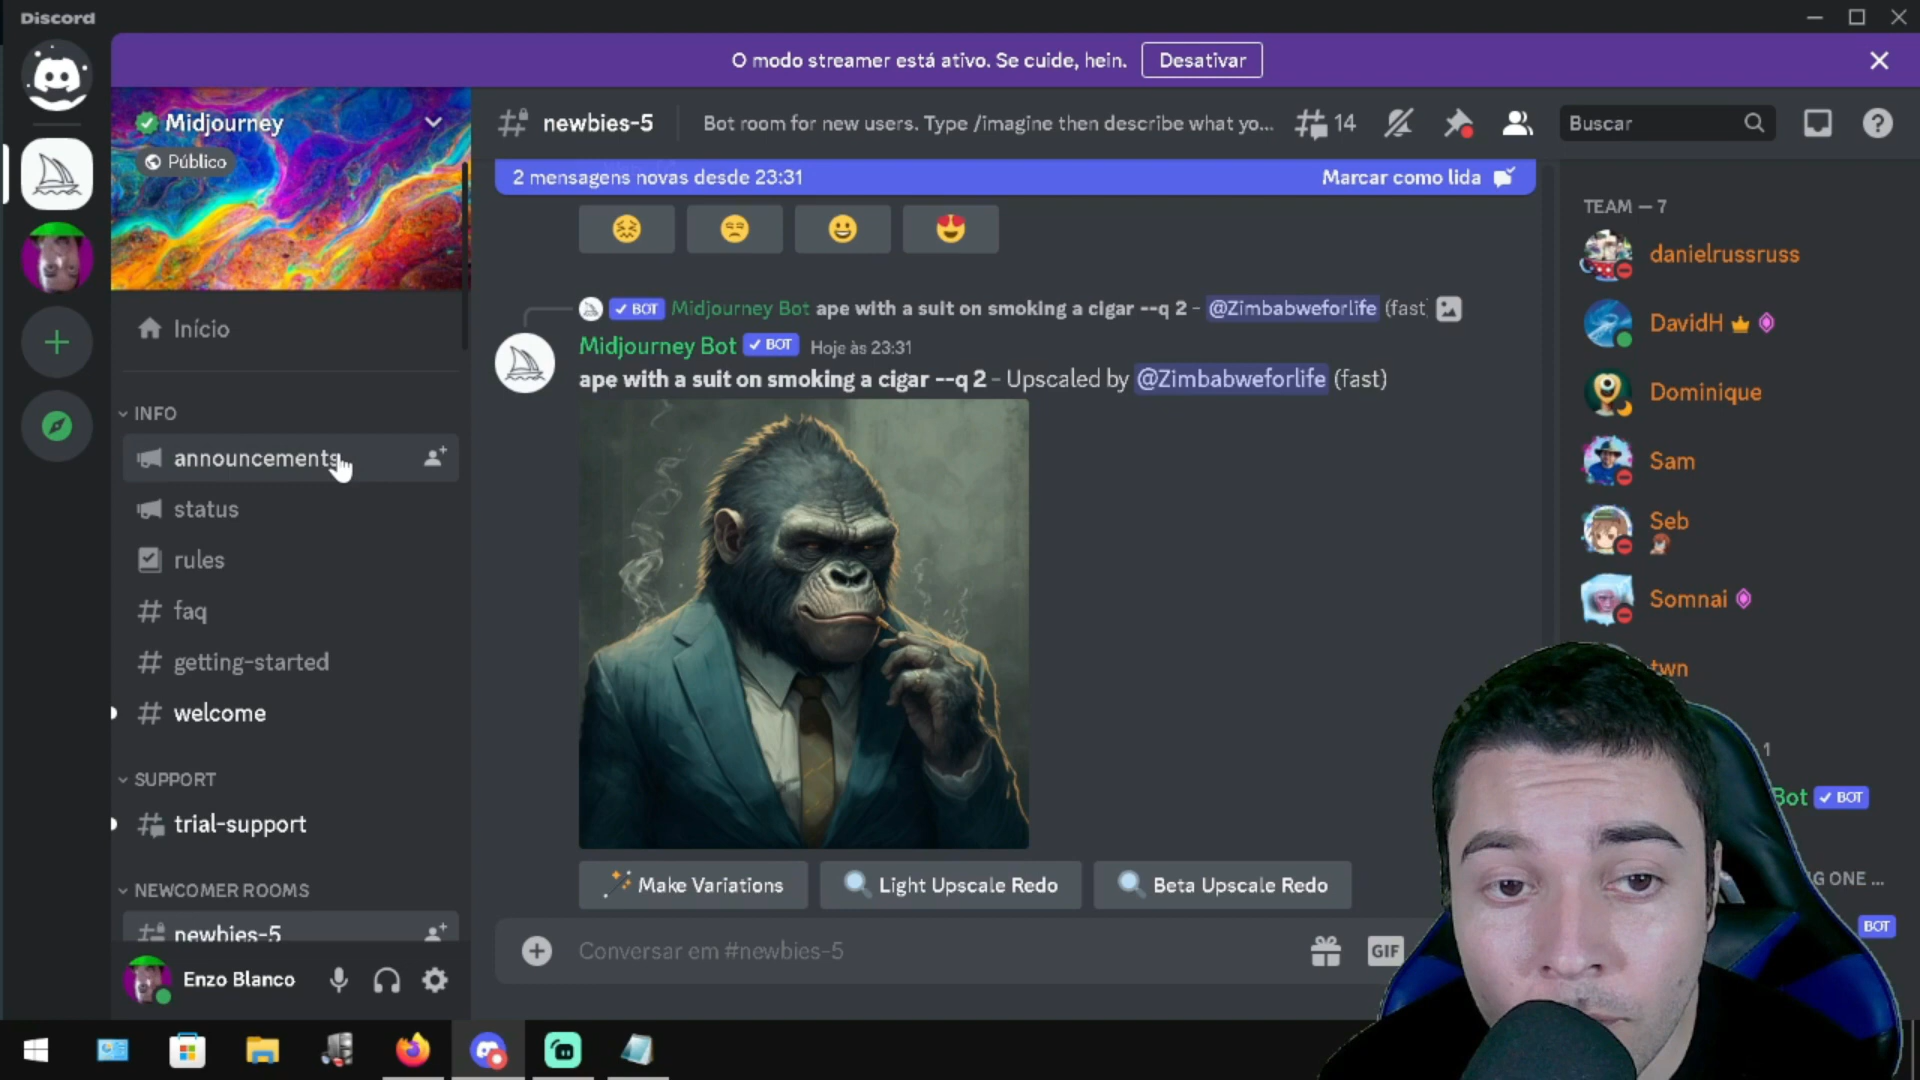 Discord
O modo streamer está ativo. Se cuide, hein.
Desativar
Midjourney
Público
Início
INFO
announcements
status
rules
faq
getting-started
welcome
SUPPORT
trial-support
NEWCOMER ROOMS
newbies-5
Enzo Blanco
newbies-5
Bot room for new users. Type /imagine then describe what yo...
14
Buscar
2 mensagens novas desde 23:31
Marcar como lida
BOT Midjourney Bot ape with a suit on smoking a cigar --q 2 - @Zimbabweforlife (fast)
Midjourney Bot BOT Hoje às 23:31
ape with a suit on smoking a cigar --q 2 - Upscaled by @Zimbabweforlife (fast)
Make Variations
Light Upscale Redo
Beta Upscale Redo
Conversar em #newbies-5
GIF
TEAM — 7
danielrussruss
DavidH
Dominique
Sam
Seb
Somnai
twn
1
Bot BOT
G ONE ...
BOT